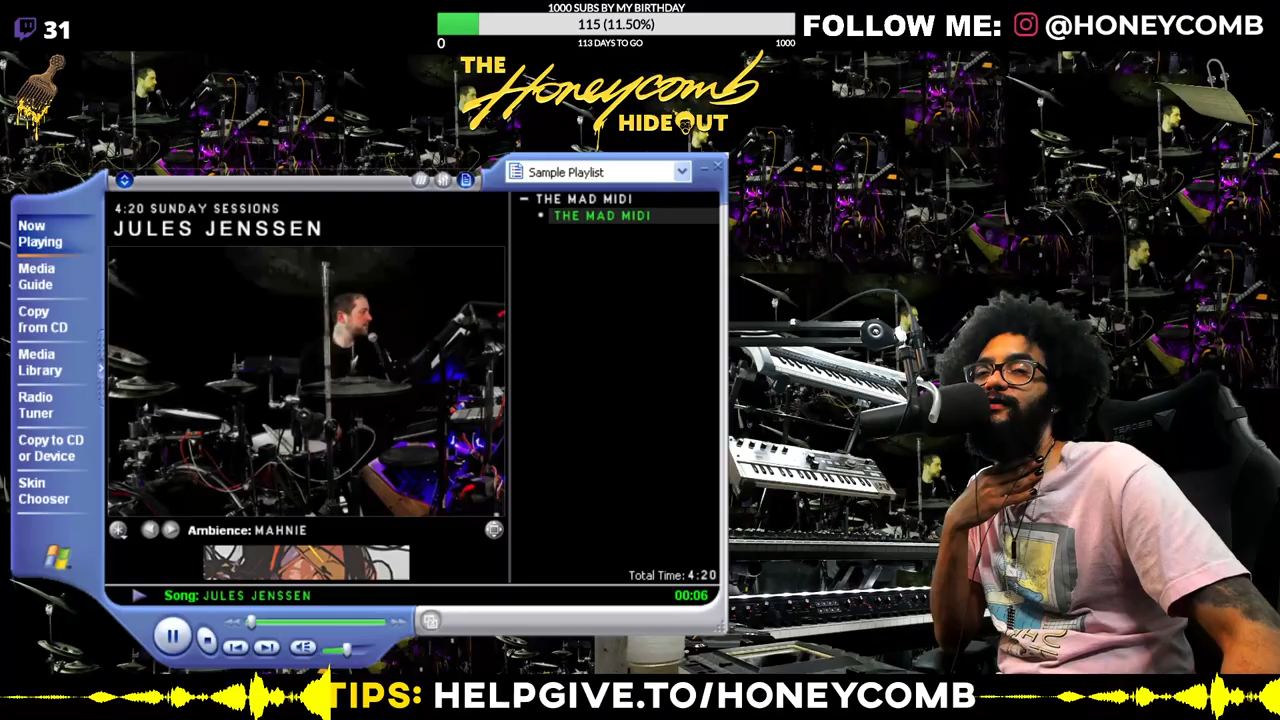 31
1000 SUBS BY MY BIRTHDAY
115 (11.50%)
0
113 DAYS TO GO
1000
FOLLOW ME: @HONEYCOMB
THE
Honeycomb
HIDEOUT
Sample Playlist
4:20 SUNDAY SESSIONS
JULES JENSSEN
THE MAD MIDI
THE MAD MIDI
Now
Playing
Media
Guide
Copy
from CD
Media
Library
Radio
Tuner
Copy to CD
or Device
Skin
Chooser
Ambience: MAHNIE
Total Time: 4:20
Song: JULES JENSSEN
00:06
TIPS: HELPGIVE.TO/HONEYCOMB